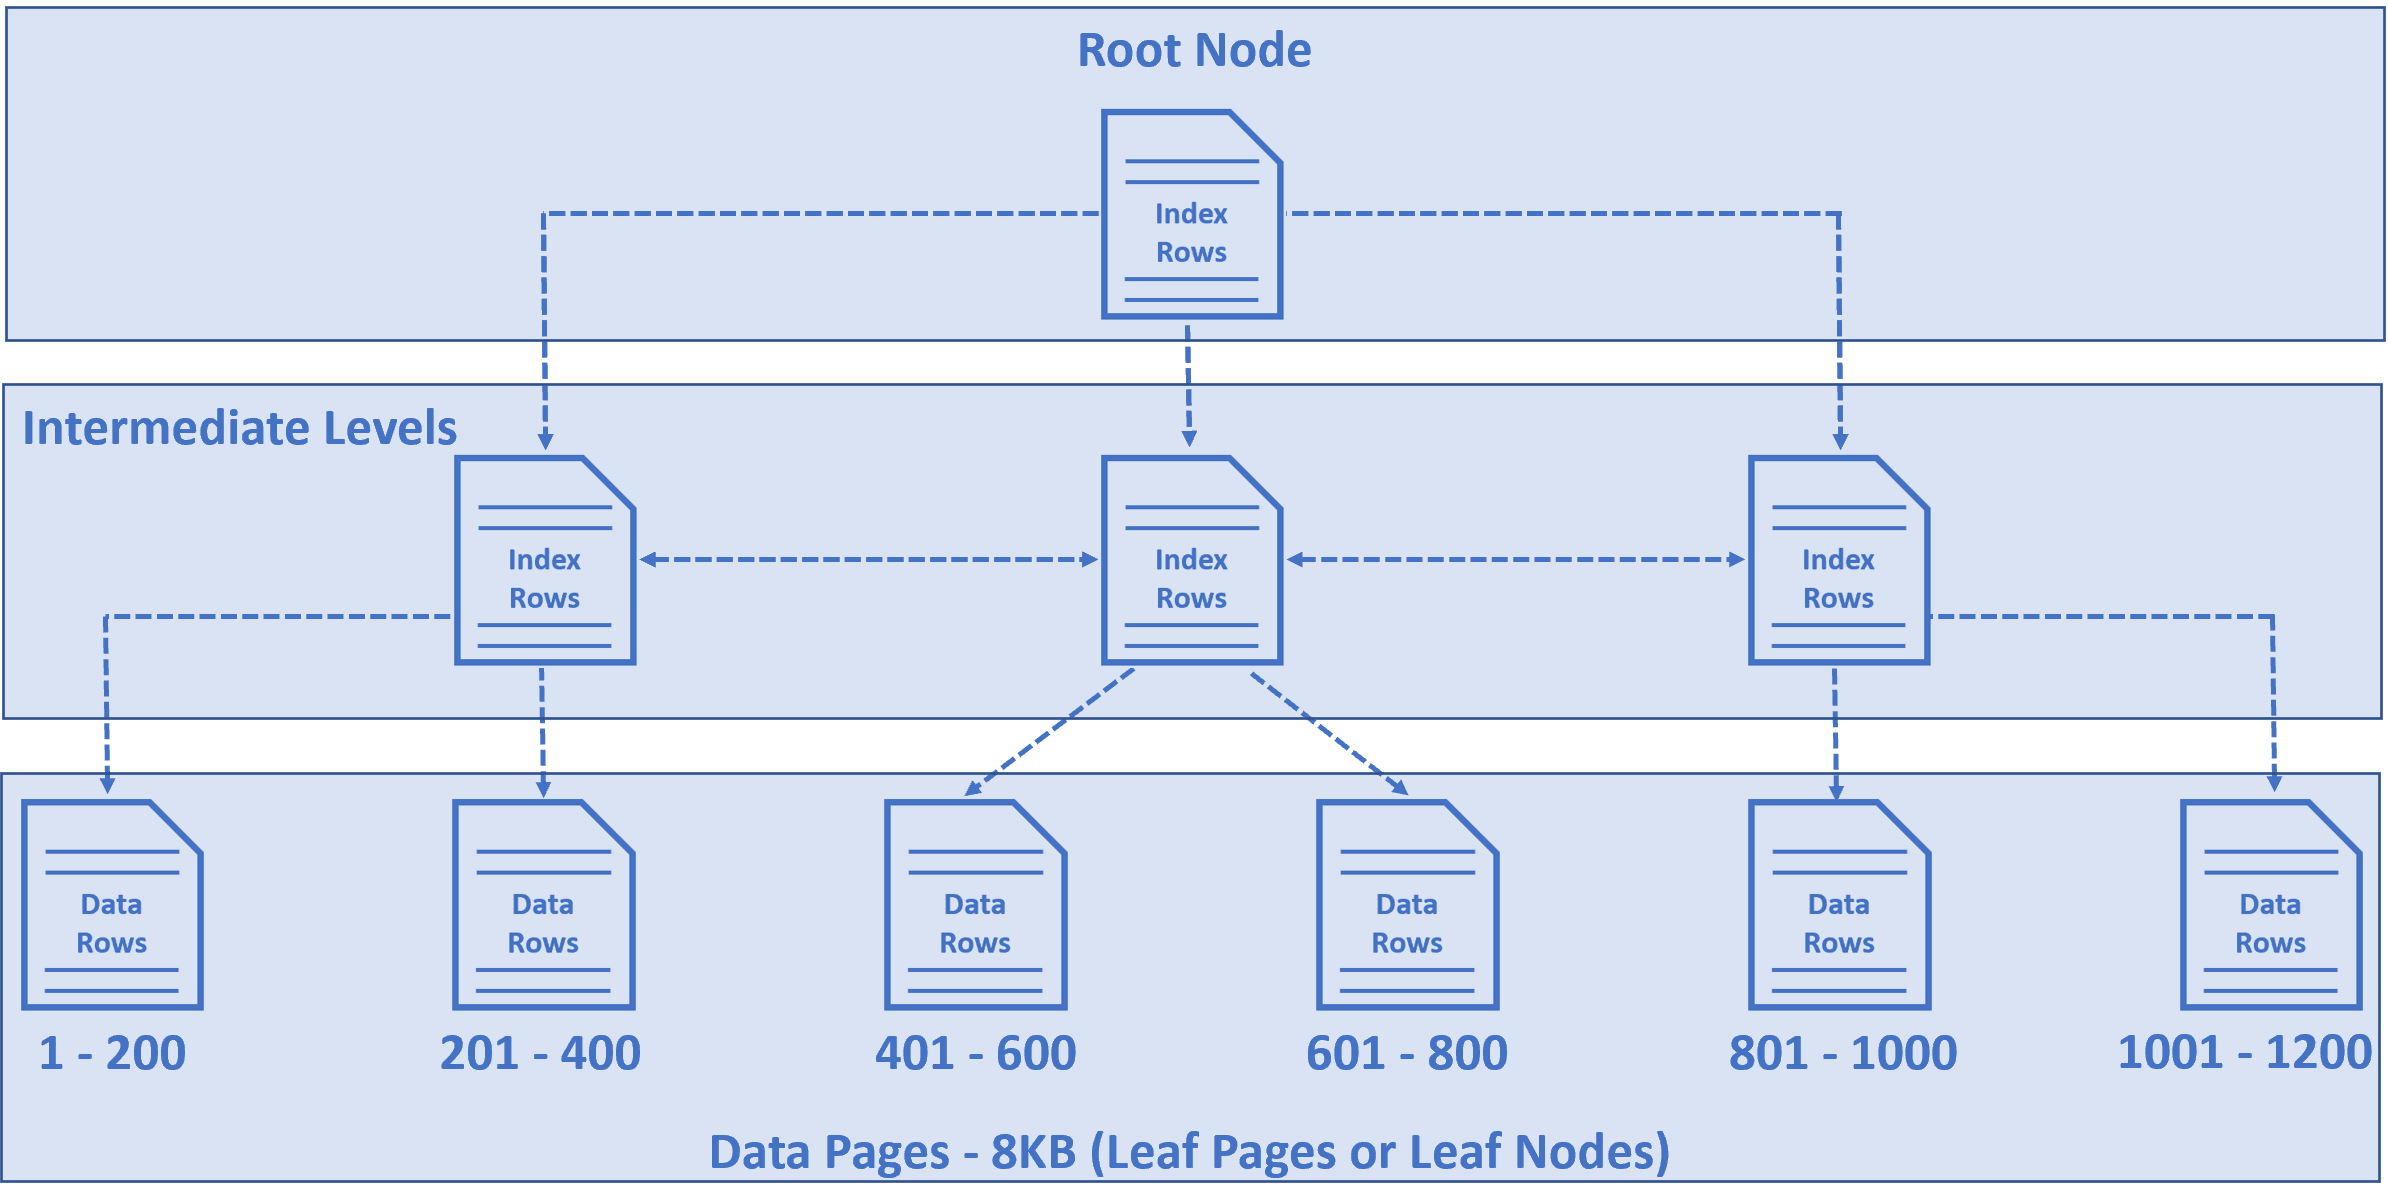 Root Node
Index
Rows
Intermediate Levels
Index
Rows
Index
Rows
Index
Rows
Data
Rows
Data
Rows
Data
Rows
Data
Rows
Data
Rows
Data
Rows
1 - 200
201 - 400
401 - 600
601 - 800
801 - 1000
1001 - 1200
Data Pages - 8KB (Leaf Pages or Leaf Nodes)